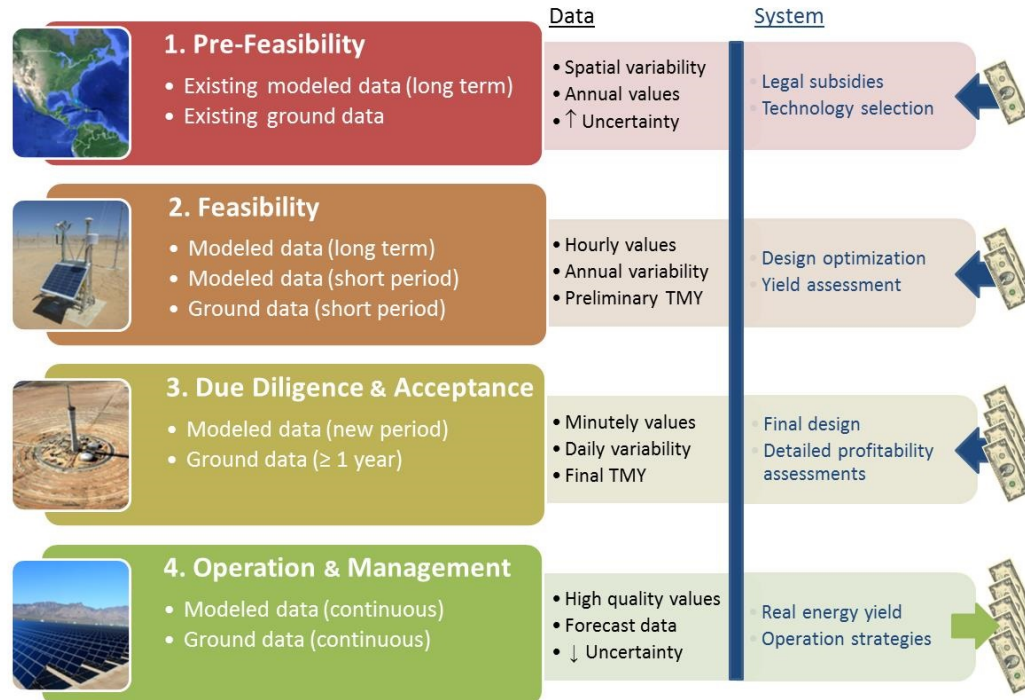 Data
System
1. Pre-Feasibility
• Existing modeled data (long term)
• Existing ground data
• Spatial variability
• Annual values
• ↑ Uncertainty
• Legal subsidies
• Technology selection
2. Feasibility
• Modeled data (long term)
• Modeled data (short period)
• Ground data (short period)
• Hourly values
• Annual variability
• Preliminary TMY
• Design optimization
• Yield assessment
3. Due Diligence & Acceptance
• Modeled data (new period)
• Ground data (≥ 1 year)
• Minutely values
• Daily variability
• Final TMY
• Final design
• Detailed profitability
assessments
4. Operation & Management
• Modeled data (continuous)
• Ground data (continuous)
• High quality values
• Forecast data
• ↓ Uncertainty
• Real energy yield
• Operation strategies